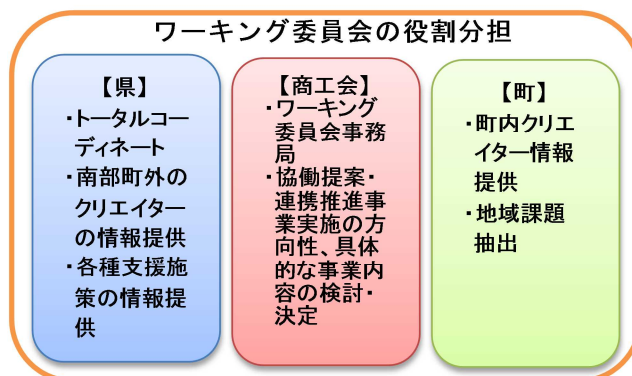 ワーキング委員会の役割分担
【県】
・トータルコー
ディネート
・南部町外の
クリエイター
の情報提供
・各種支援施
策の情報提
供
【商工会】
・ワーキング
委員会事務
局
・協働提案・
連携推進事
業実施の方
向性、具体
的な事業内
容の検討・
決定
【町】
・町内クリエ
イター情報
提供
・地域課題
抽出